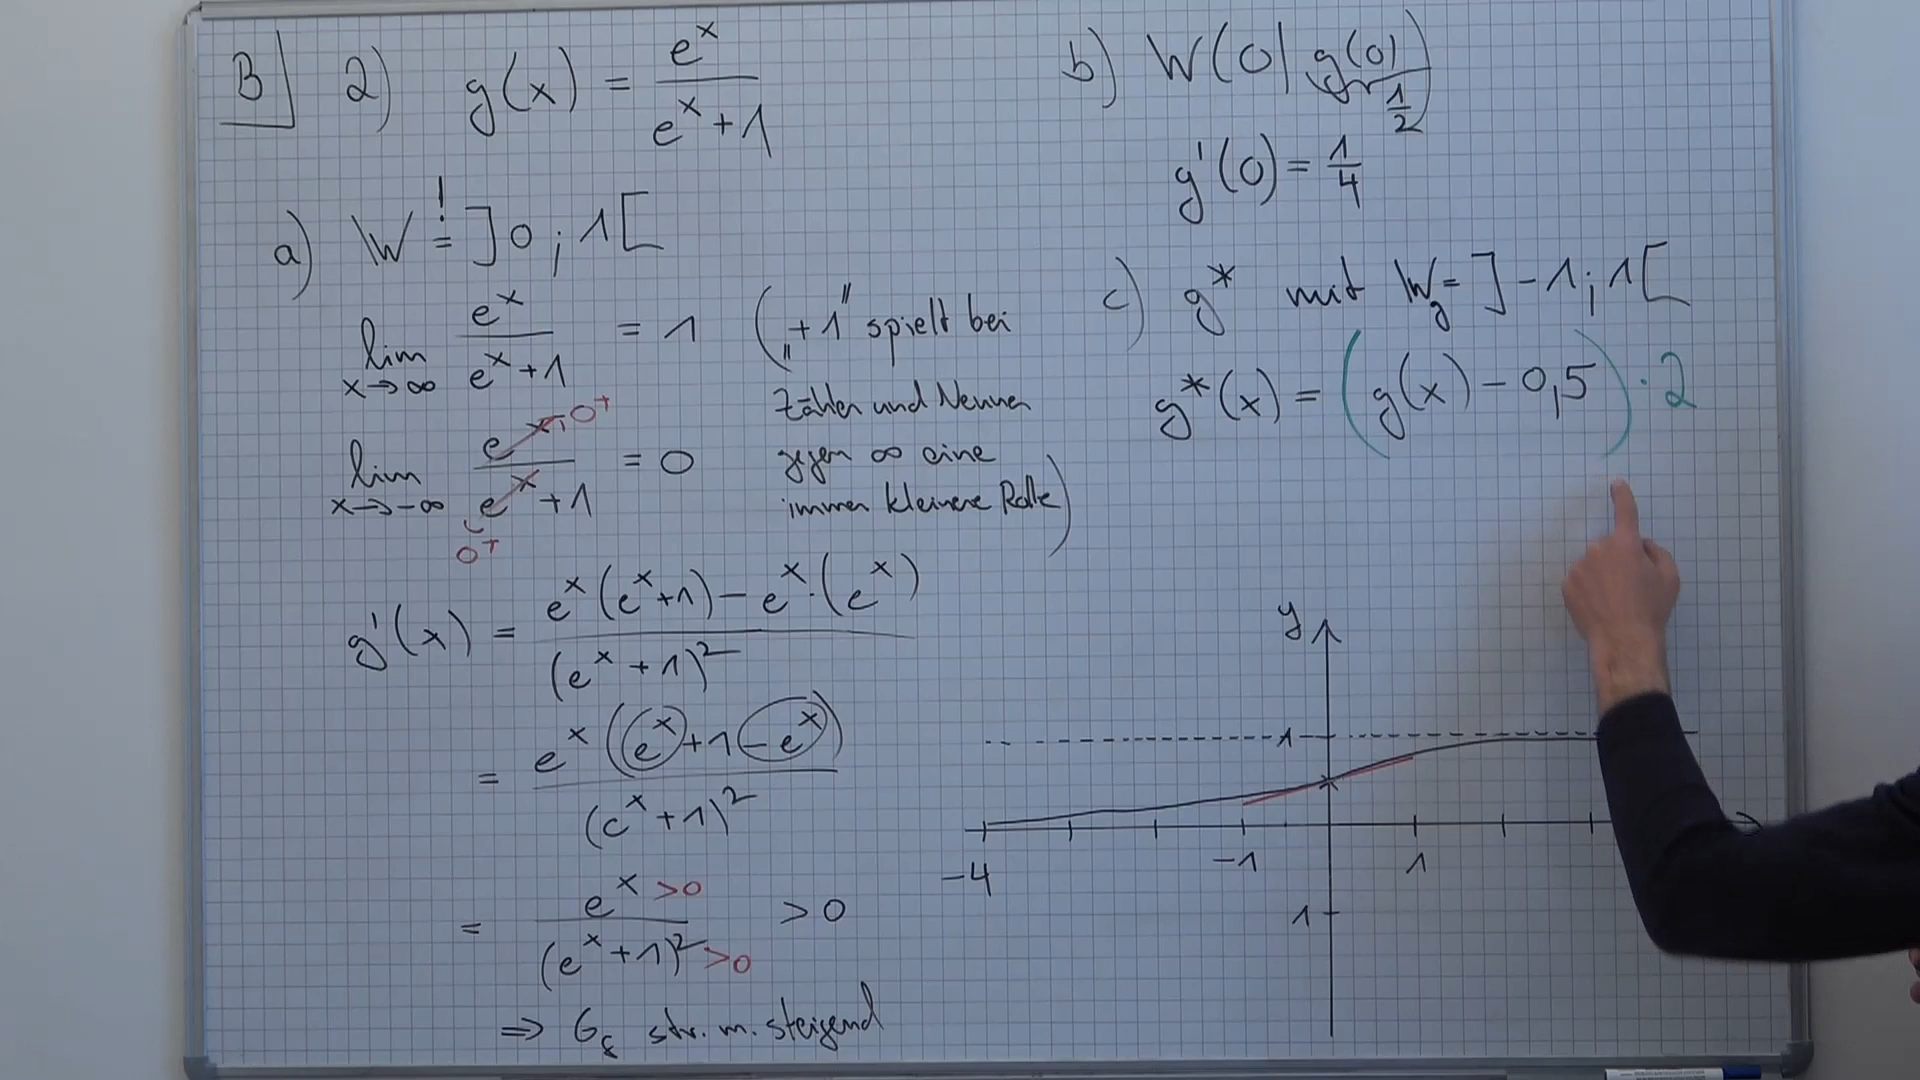 B] 2) g(x) = e^x / (e^x + 1)
a) W =! ]0 ; 1[
lim x→∞ e^x / (e^x + 1) = 1 („+1" spielt bei
Zähler und Nenner
gegen ∞ eine
immer kleinere Rolle)
lim x→-∞ e^x→0⁺ / (e^x + 1) = 0
0⁺
g'(x) = (e^x (e^x + 1) - e^x · (e^x)) / (e^x + 1)²
= e^x (e^x + 1 - e^x) / (e^x + 1)²
= e^x >0 / (e^x + 1)² >0 > 0
⇒ G_f str. m. steigend
b) W(0 | g(0))
1/2
g'(0) = 1/4
c) g* mit W_g = ]-1 ; 1[
g*(x) = (g(x) - 0,5) · 2
y
1
-4 -1 1
1